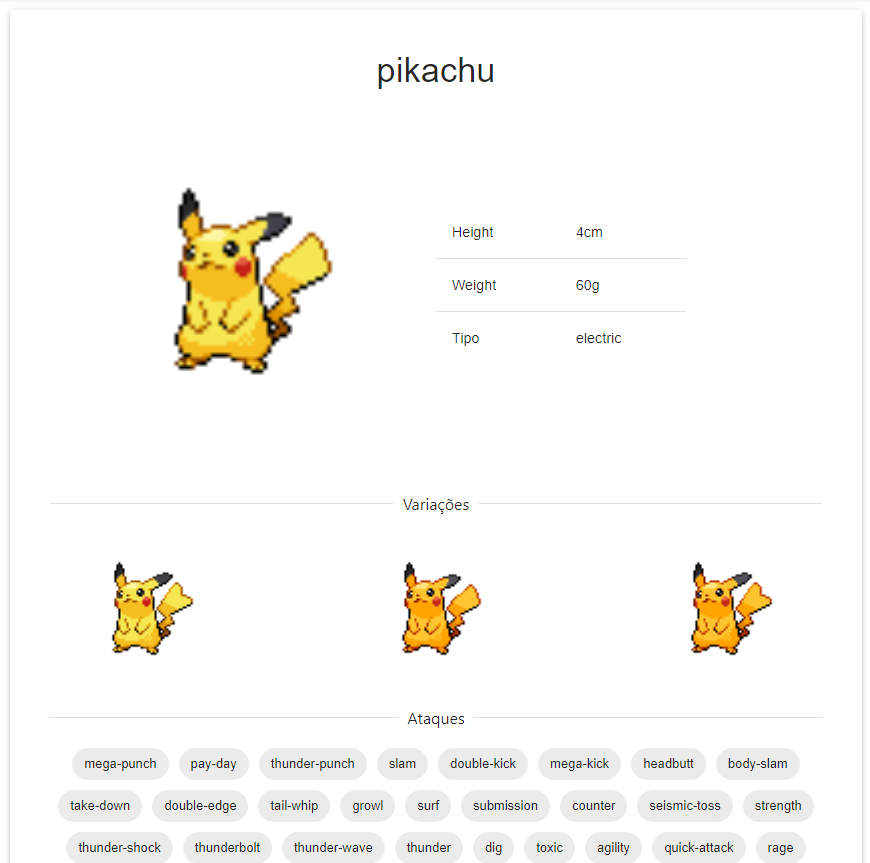 pikachu
Height 4cm
Weight 60g
Tipo electric
Variações
Ataques
mega-punch pay-day thunder-punch slam double-kick mega-kick headbutt body-slam
take-down double-edge tail-whip growl surf submission counter seismic-toss strength
thunder-shock thunderbolt thunder-wave thunder dig toxic agility quick-attack rage